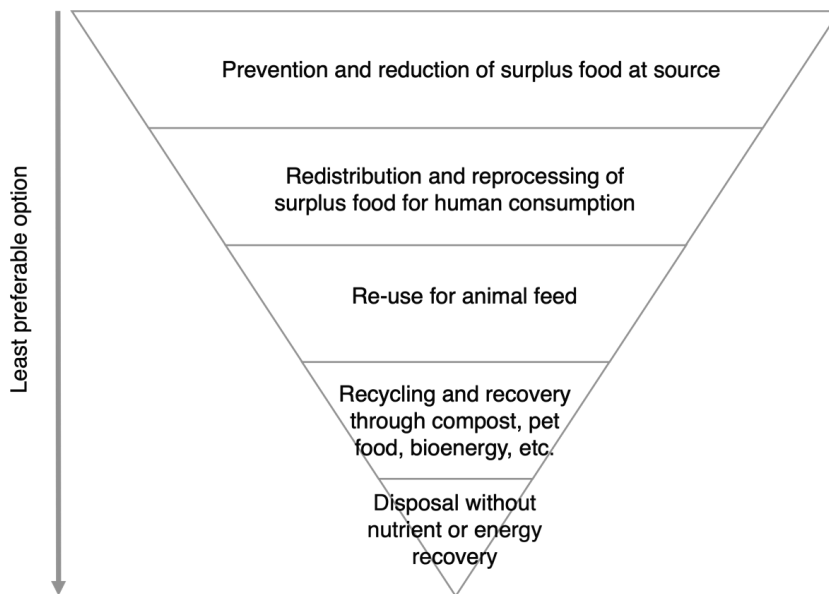 Prevention and reduction of surplus food at source
Redistribution and reprocessing of
surplus food for human consumption
Re-use for animal feed
Recycling and recovery
through compost, pet
food, bioenergy, etc.
Disposal without
nutrient or energy
recovery
Least preferable option